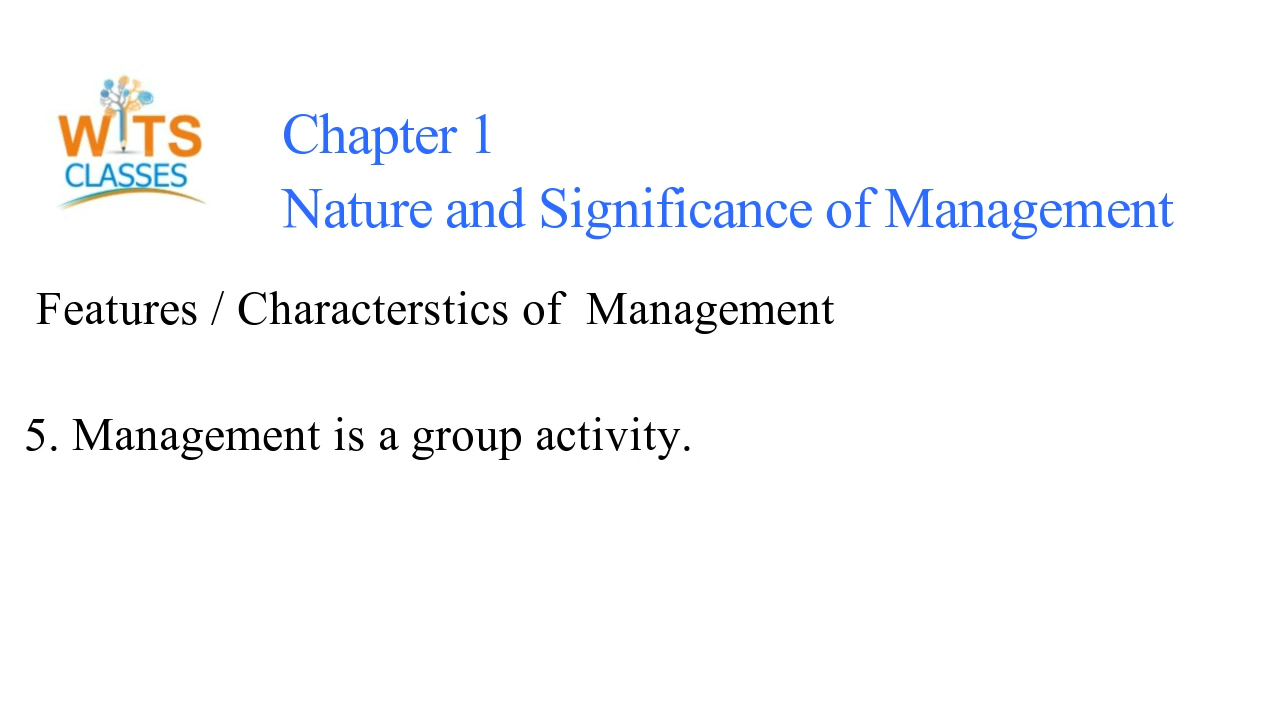 WITS
CLASSES
Chapter 1
Nature and Significance of Management
Features / Characterstics of Management
5. Management is a group activity.